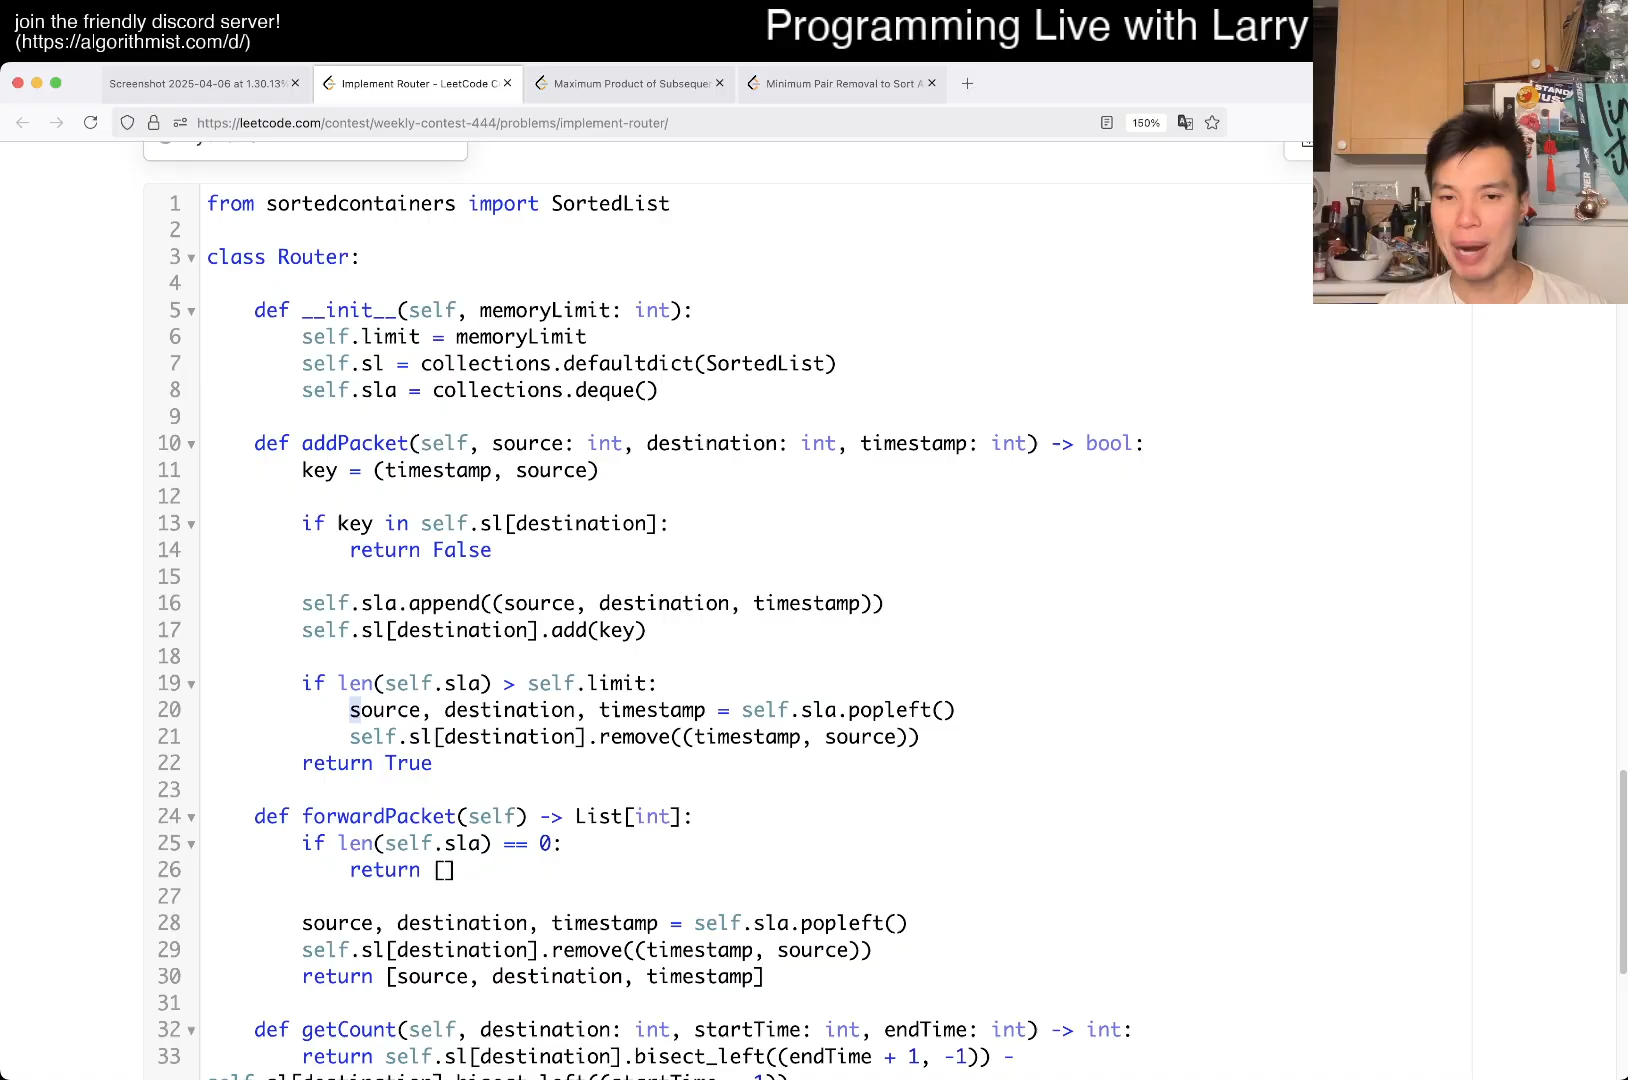 join the friendly discord server!
(https://algorithmist.com/d/)
Programming Live with Larry
Screenshot 2025-04-06 at 1.30.13
Implement Router - LeetCode C
Maximum Product of Subsequen
Minimum Pair Removal to Sort A
https://leetcode.com/contest/weekly-contest-444/problems/implement-router/
150%
1 from sortedcontainers import SortedList
2
3 class Router:
4
5 def __init__(self, memoryLimit: int):
6 self.limit = memoryLimit
7 self.sl = collections.defaultdict(SortedList)
8 self.sla = collections.deque()
9
10 def addPacket(self, source: int, destination: int, timestamp: int) -> bool:
11 key = (timestamp, source)
12
13 if key in self.sl[destination]:
14 return False
15
16 self.sla.append((source, destination, timestamp))
17 self.sl[destination].add(key)
18
19 if len(self.sla) > self.limit:
20 source, destination, timestamp = self.sla.popleft()
21 self.sl[destination].remove((timestamp, source))
22 return True
23
24 def forwardPacket(self) -> List[int]:
25 if len(self.sla) == 0:
26 return []
27
28 source, destination, timestamp = self.sla.popleft()
29 self.sl[destination].remove((timestamp, source))
30 return [source, destination, timestamp]
31
32 def getCount(self, destination: int, startTime: int, endTime: int) -> int:
33 return self.sl[destination].bisect_left((endTime + 1, -1)) -